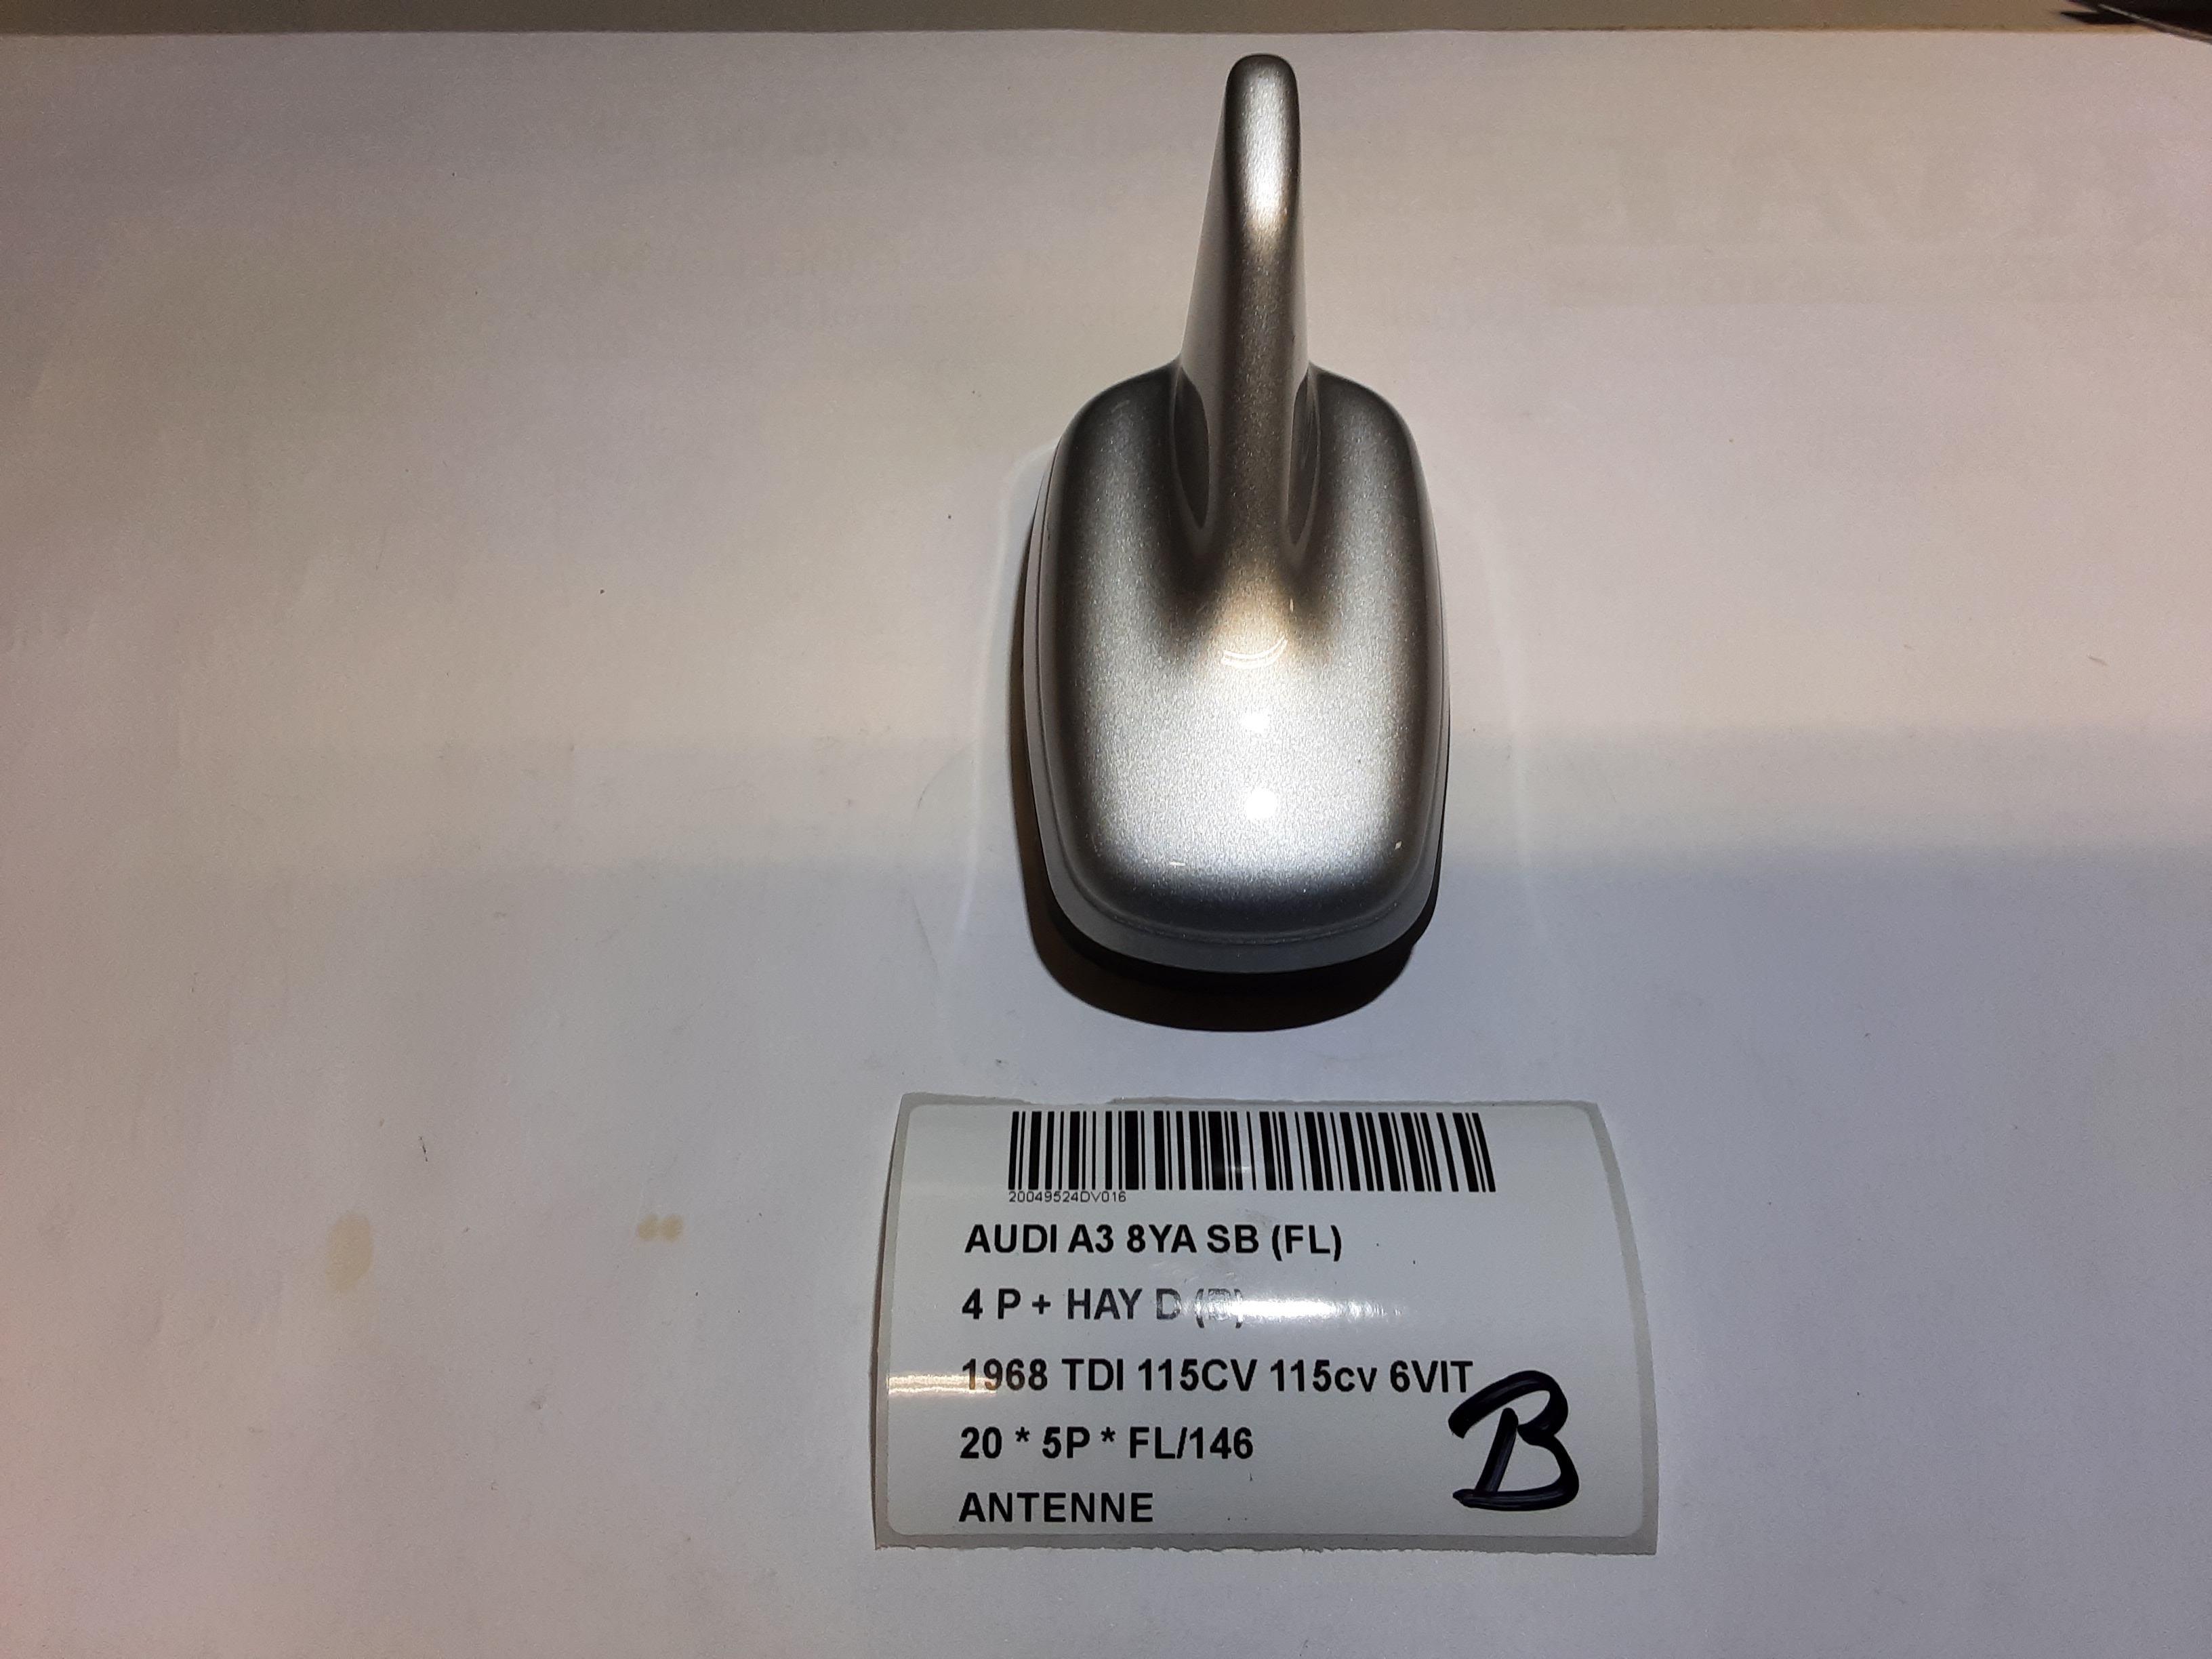 20049524DV016
AUDI A3 8YA SB (FL)
4 P + HAY D
1968 TDI 115CV 115cv 6VIT
20 * 5P * FL/146
B
ANTENNE